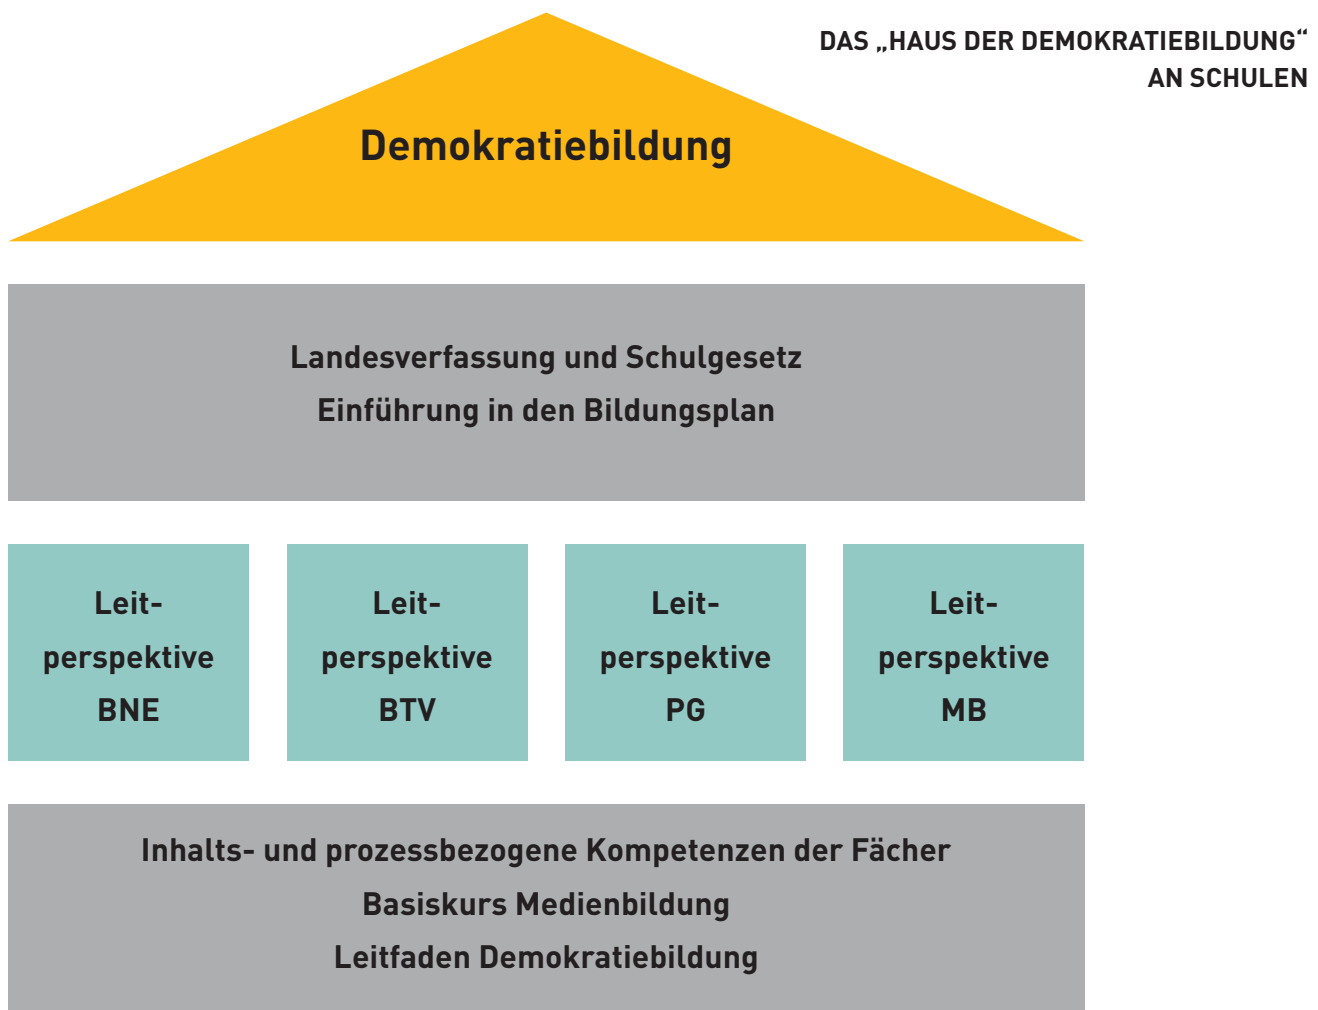 DAS „HAUS DER DEMOKRATIEBILDUNG“
AN SCHULEN
Demokratiebildung
Landesverfassung und Schulgesetz
Einführung in den Bildungsplan
Leit-
perspektive
BNE
Leit-
perspektive
BTV
Leit-
perspektive
PG
Leit-
perspektive
MB
Inhalts- und prozessbezogene Kompetenzen der Fächer
Basiskurs Medienbildung
Leitfaden Demokratiebildung